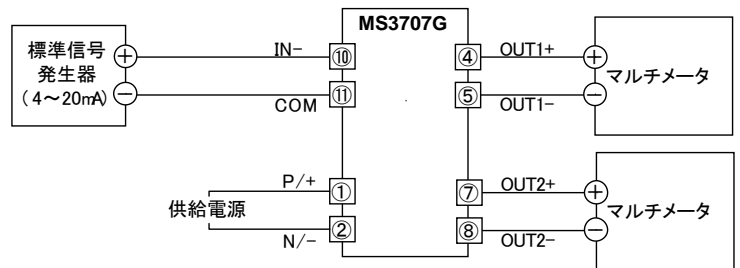 MS3707G
標準信号
発生器
(4～20mA)
+
−
IN−
COM
⑩
⑪
④
⑤
OUT1+
OUT1−
+
−
マルチメータ
供給電源
P/+
N/−
①
②
⑦
⑧
OUT2+
OUT2−
+
−
マルチメータ